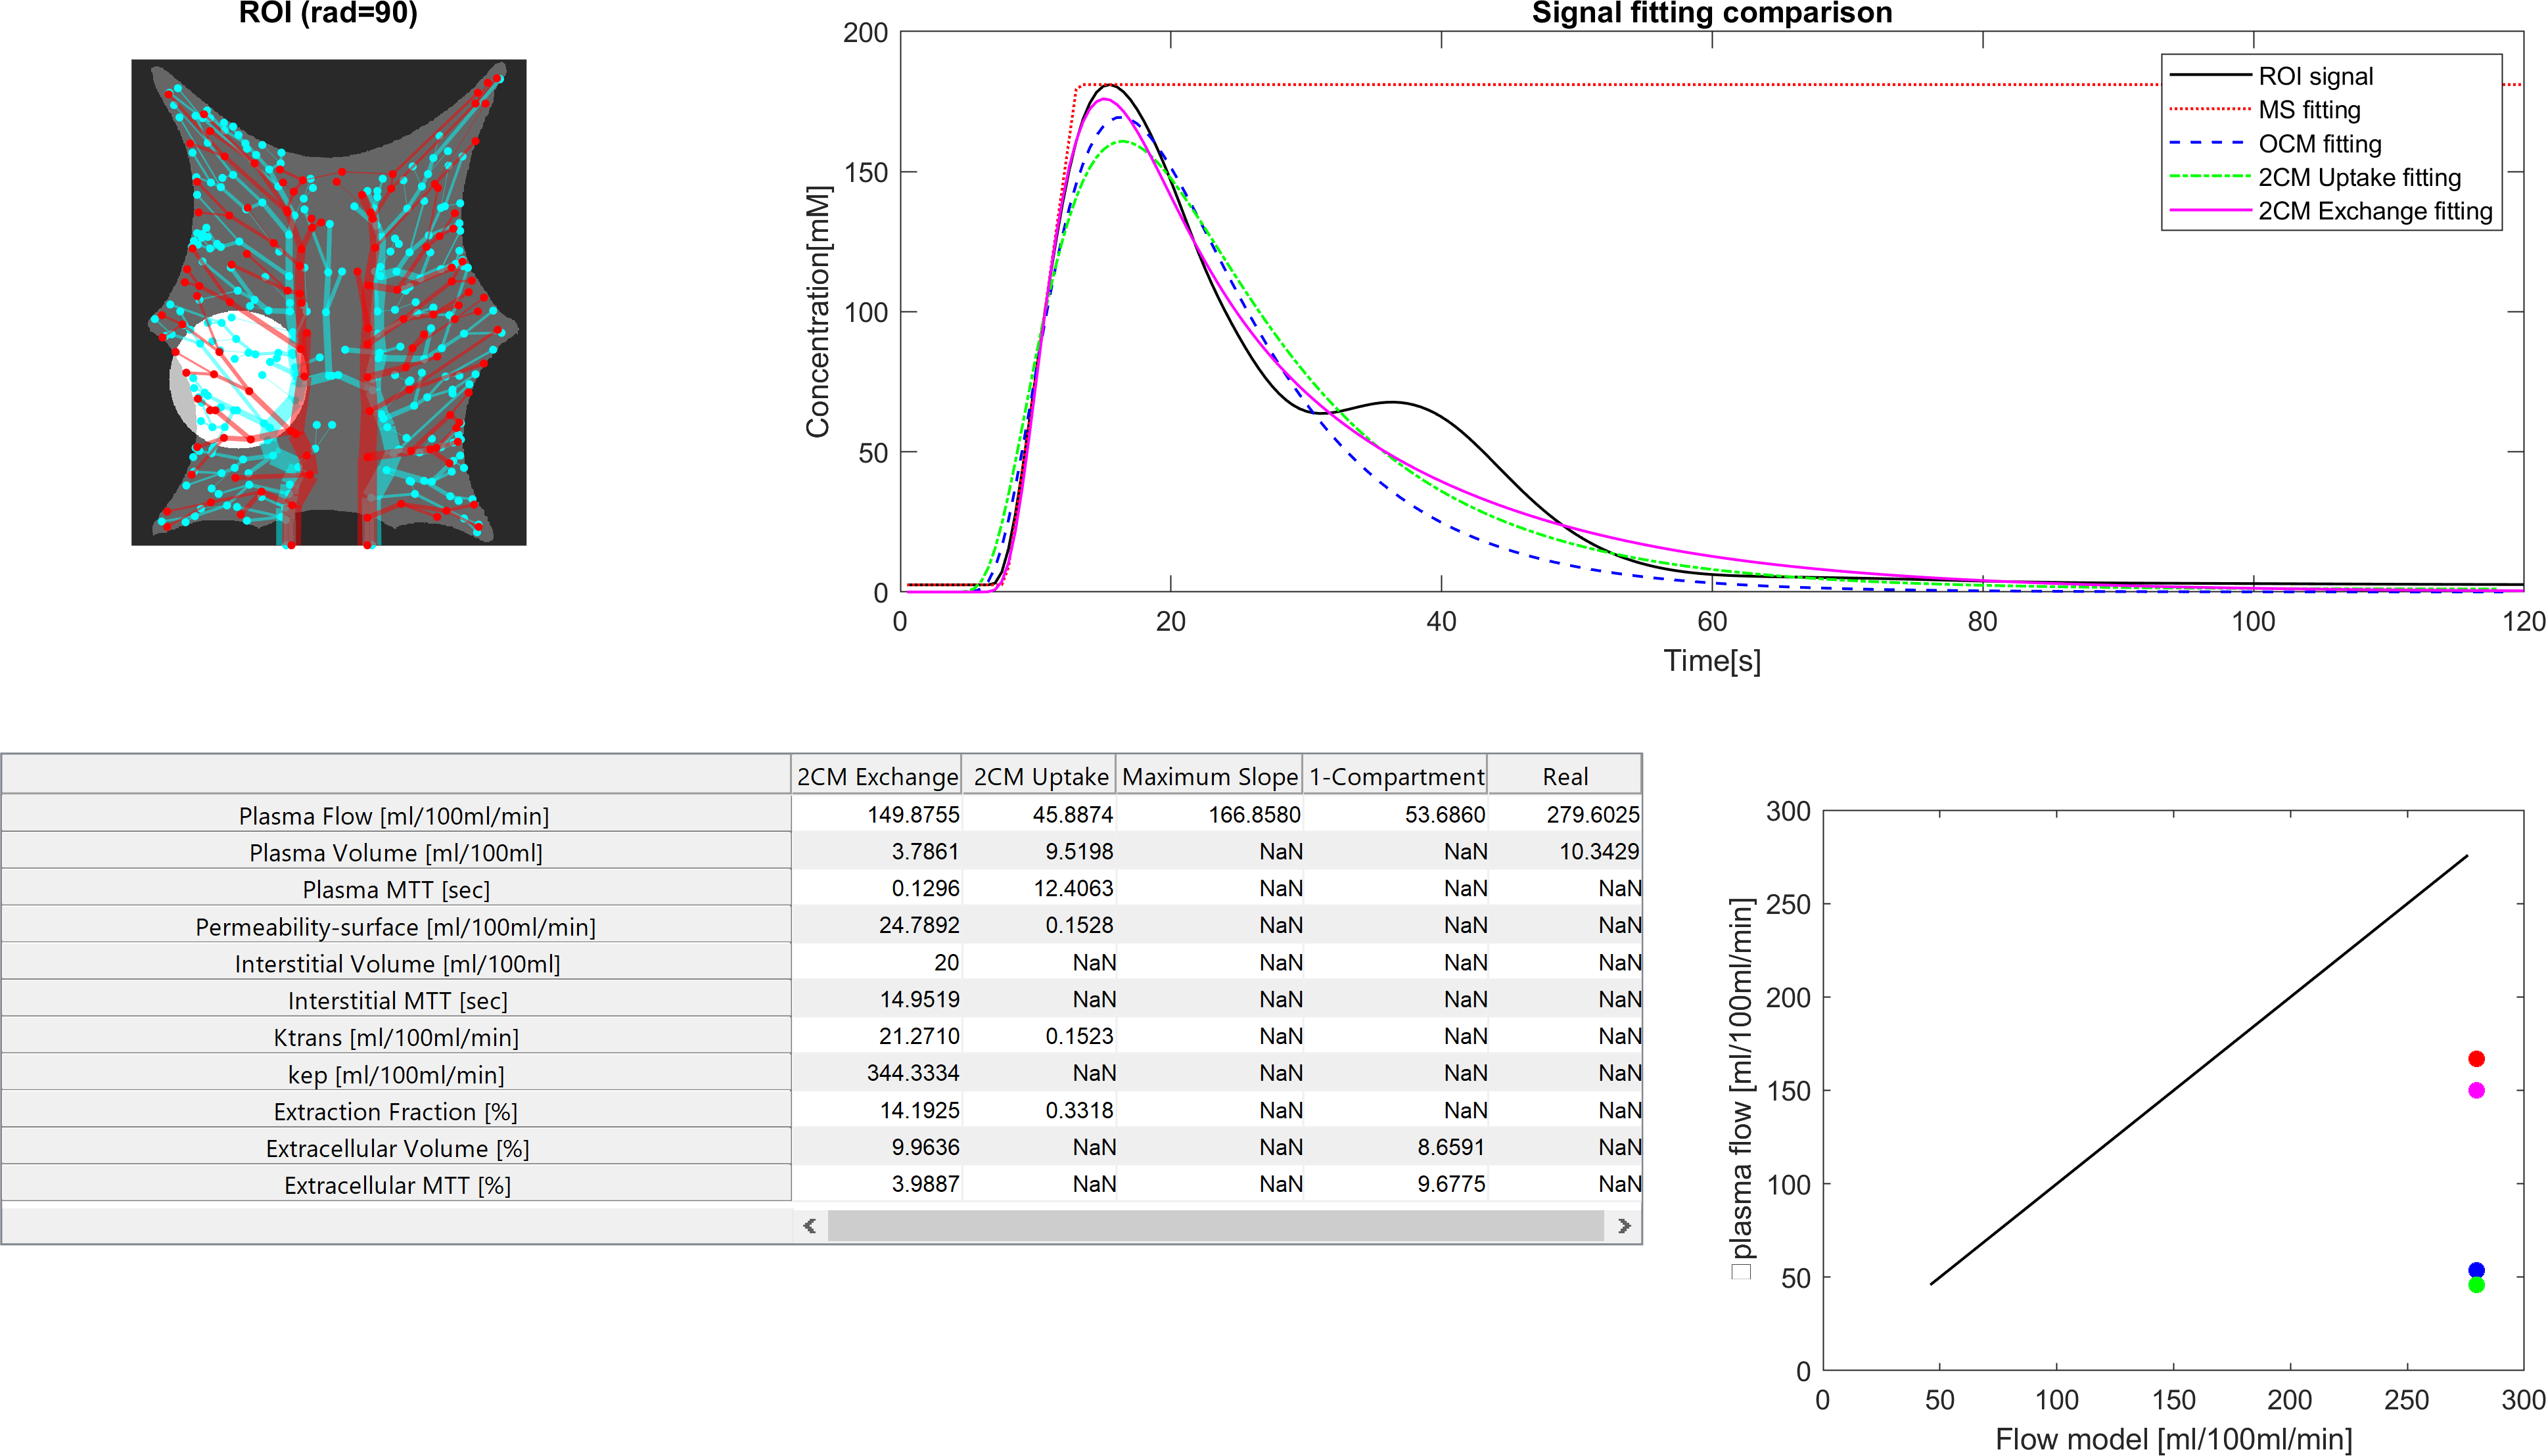 ROI (rad=90)
Signal fitting comparison
200
150
100
50
0
Concentration[mM]
0 20 40 60 80 100 120
Time[s]
ROI signal
MS fitting
OCM fitting
2CM Uptake fitting
2CM Exchange fitting
2CM Exchange 2CM Uptake Maximum Slope 1-Compartment Real
Plasma Flow [ml/100ml/min] 149.8755 45.8874 166.8580 53.6860 279.6025
Plasma Volume [ml/100ml] 3.7861 9.5198 NaN NaN 10.3429
Plasma MTT [sec] 0.1296 12.4063 NaN NaN NaN
Permeability-surface [ml/100ml/min] 24.7892 0.1528 NaN NaN NaN
Interstitial Volume [ml/100ml] 20 NaN NaN NaN NaN
Interstitial MTT [sec] 14.9519 NaN NaN NaN NaN
Ktrans [ml/100ml/min] 21.2710 0.1523 NaN NaN NaN
kep [ml/100ml/min] 344.3334 NaN NaN NaN NaN
Extraction Fraction [%] 14.1925 0.3318 NaN NaN NaN
Extracellular Volume [%] 9.9636 NaN NaN 8.6591 NaN
Extracellular MTT [%] 3.9887 NaN NaN 9.6775 NaN
300
250
200
150
100
50
0
□plasma flow [ml/100ml/min]
0 50 100 150 200 250 300
Flow model [ml/100ml/min]